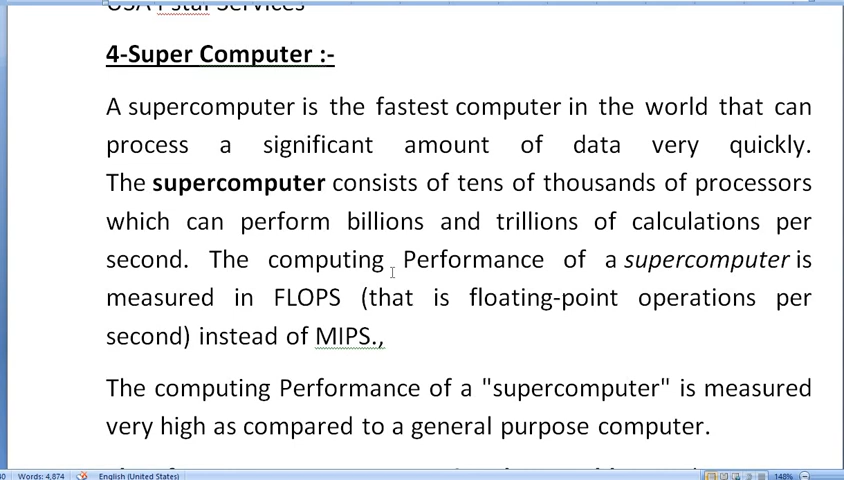 4-Super Computer :-
A supercomputer is the fastest computer in the world that can
process a significant amount of data very quickly.
The supercomputer consists of tens of thousands of processors
which can perform billions and trillions of calculations per
second. The computing Performance of a supercomputer is
measured in FLOPS (that is floating-point operations per
second) instead of MIPS.,
The computing Performance of a "supercomputer" is measured
very high as compared to a general purpose computer.
Words: 4,874 English (United States) 148%